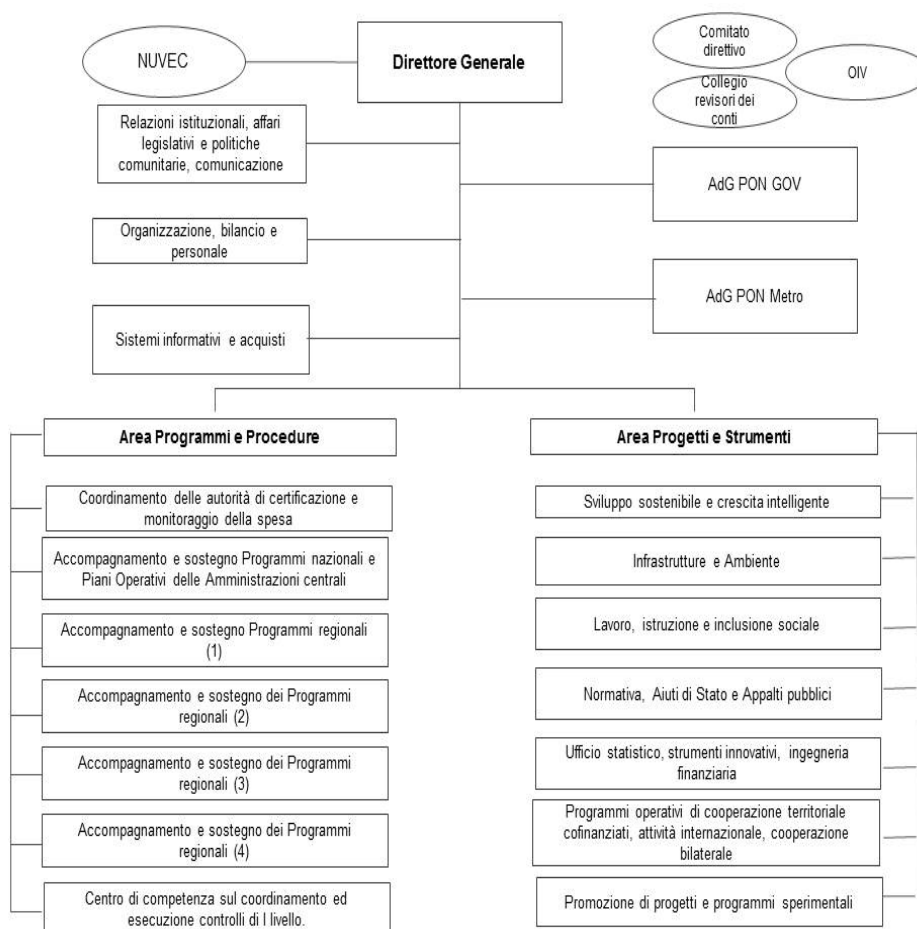 NUVEC
Direttore Generale
Comitato
direttivo
OIV
Collegio
revisori dei
conti
Relazioni istituzionali, affari
legislativi e politiche
comunitarie, comunicazione
AdG PON GOV
Organizzazione, bilancio e
personale
AdG PON Metro
Sistemi informativi e acquisti
Area Programmi e Procedure
Coordinamento delle autorità di certificazione e
monitoraggio della spesa
Accompagnamento e sostegno Programmi nazionali e
Piani Operativi delle Amministrazioni centrali
Accompagnamento e sostegno Programmi regionali
(1)
Accompagnamento e sostegno dei Programmi
regionali (2)
Accompagnamento e sostegno dei Programmi
regionali (3)
Accompagnamento e sostegno dei Programmi
regionali (4)
Centro di competenza sul coordinamento ed
esecuzione controlli di I livello.
Area Progetti e Strumenti
Sviluppo sostenibile e crescita intelligente
Infrastrutture e Ambiente
Lavoro, istruzione e inclusione sociale
Normativa, Aiuti di Stato e Appalti pubblici
Ufficio statistico, strumenti innovativi, ingegneria
finanziaria
Programmi operativi di cooperazione territoriale
cofinanziati, attività internazionale, cooperazione
bilaterale
Promozione di progetti e programmi sperimentali